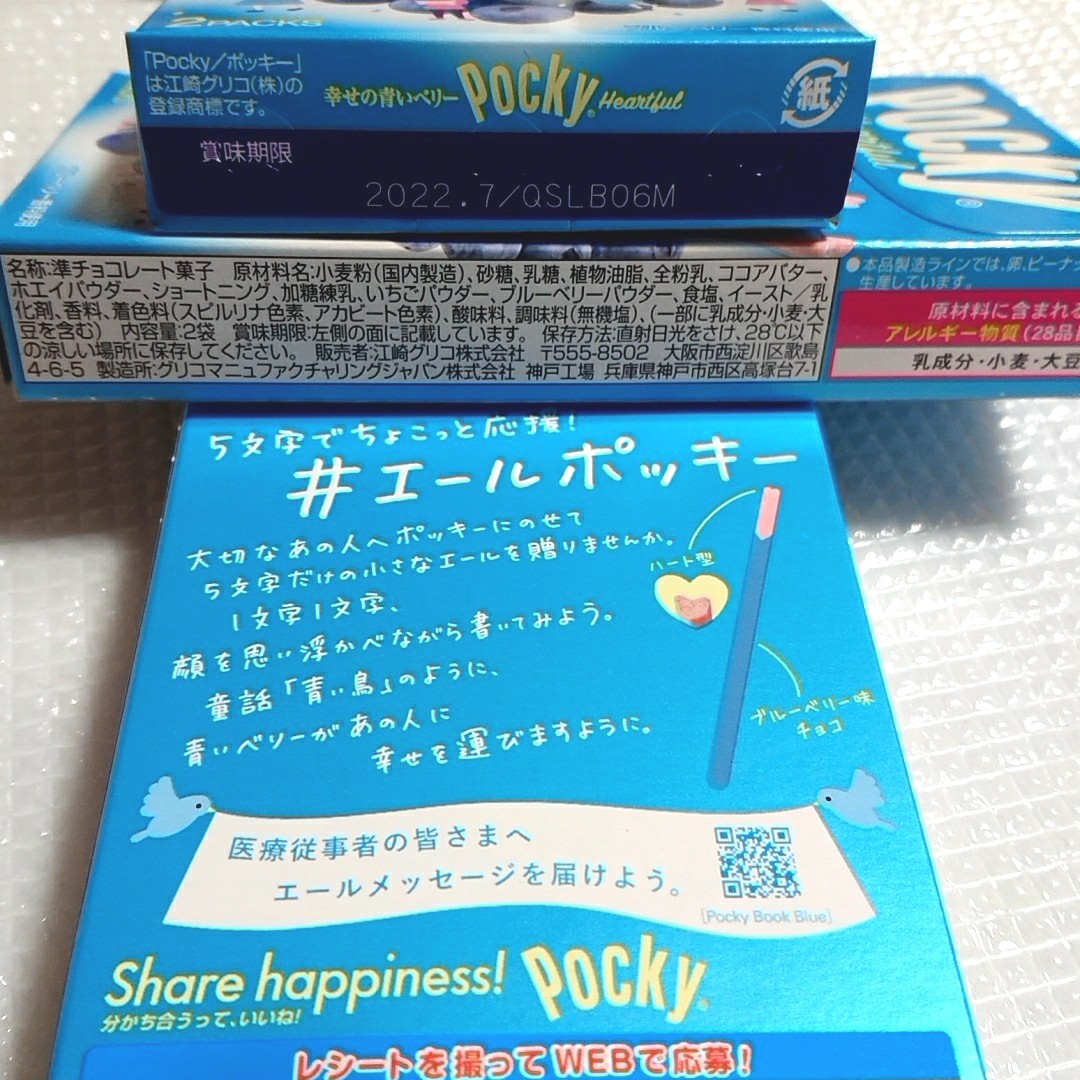 2PACKS
「Pocky／ポッキー」
は江崎グリコ(株)の
登録商標です。
幸せの青いベリー Pocky® Heartful
紙
賞味期限
2022.7/QSLB06M
Pocky®
名称:準チョコレート菓子　原材料名:小麦粉(国内製造)、砂糖、乳糖、植物油脂、全粉乳、ココアバター、
ホエイパウダー、ショートニング、加糖練乳、いちごパウダー、ブルーベリーパウダー、食塩、イースト／乳
化剤、香料、着色料(スピルリナ色素、アカビート色素)、酸味料、調味料(無機塩)、(一部に乳成分・小麦・大
豆を含む)　内容量:2袋　賞味期限:左側の面に記載しています。 保存方法:直射日光をさけ、28℃以下
の涼しい場所に保存してください。　販売者:江崎グリコ株式会社　〒555-8502　大阪市西淀川区歌島
4-6-5　製造所:グリコマニュファクチャリングジャパン株式会社　神戸工場　兵庫県神戸市西区高塚台7-1
●本品製造ラインでは、卵、ピーナッ
生産しています。
原材料に含まれる
アレルギー物質(28品
乳成分・小麦・大豆
5文字でちょこっと応援!
#エールポッキー
大切なあの人へポッキーにのせて
5文字だけの小さなエールを贈りませんか。
1文字1文字、
顔を思い浮かべながら書いてみよう。
童話「青い鳥」のように、
青いベリーがあの人に
幸せを運びますように。
ハート型
ブルーベリー味
チョコ
医療従事者の皆さまへ
エールメッセージを届けよう。
[Pocky Book Blue]
Share happiness! Pocky®
分かち合うって、いいね!
レシートを撮ってWEBで応募!